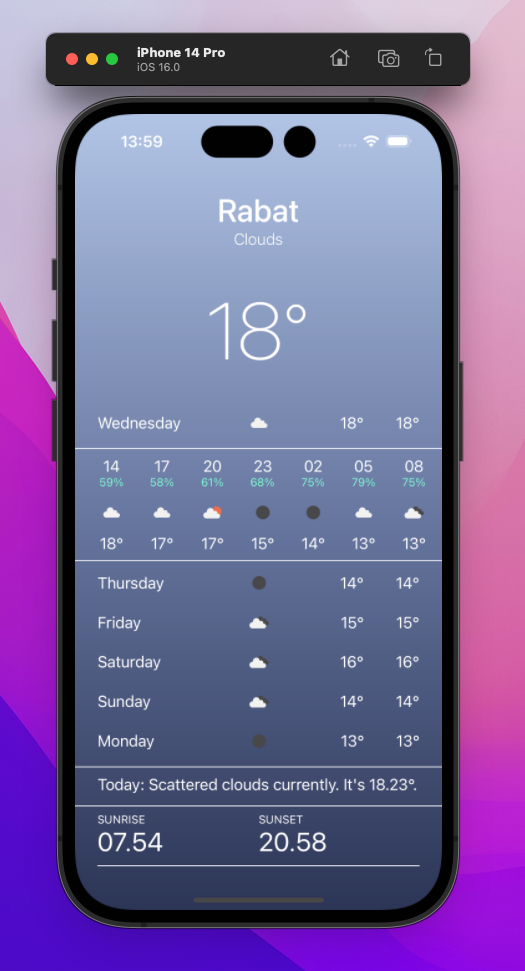 iPhone 14 Pro
iOS 16.0
13:59
Rabat
Clouds
18°
Wednesday 18° 18°
14 17 20 23 02 05 08
59% 58% 61% 68% 75% 79% 75%
18° 17° 17° 15° 14° 13° 13°
Thursday 14° 14°
Friday 15° 15°
Saturday 16° 16°
Sunday 14° 14°
Monday 13° 13°
Today: Scattered clouds currently. It's 18.23°.
SUNRISE SUNSET
07.54 20.58